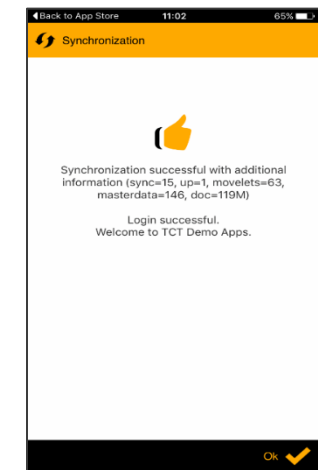 Back to App Store 11:02 65%
Synchronization
Synchronization successful with additional
information (sync=15, up=1, movelets=63,
masterdata=146, doc=119M)
Login successful.
Welcome to TCT Demo Apps.
Ok